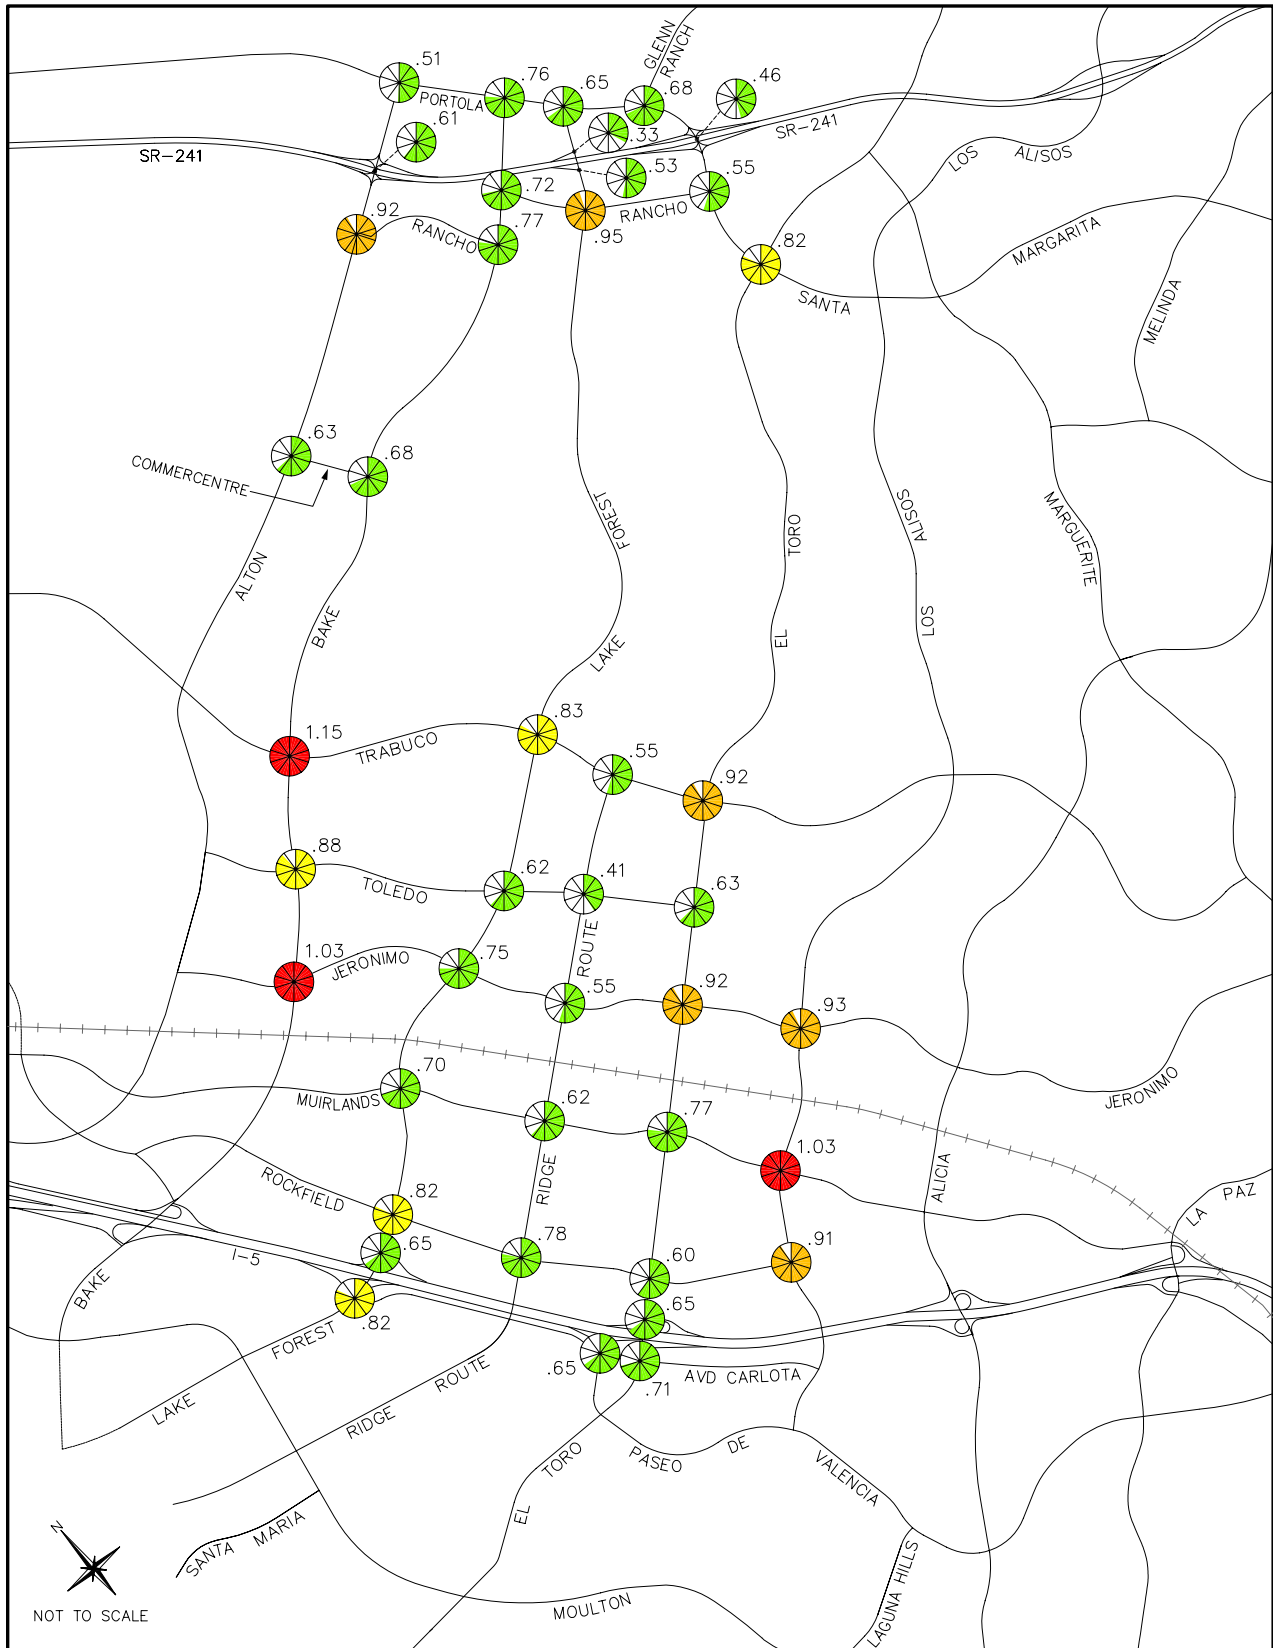 GLENN
RANCH
.51
.76
.65
.68
.46
PORTOLA
.61
.33
SR-241
SR-241
LOS ALISOS
.53
.55
.72
.92
RANCHO
.77
RANCHO
.95
.82
SANTA
MARGARITA
MELINDA
.63
.68
COMMERCENTRE
FOREST
TORO
ALISOS
MARGUERITE
ALTON
BAKE
LAKE
EL
LOS
1.15
TRABUCO
.83
.55
.92
.88
TOLEDO
.62
.41
.63
1.03
JERONIMO
.75
ROUTE
.55
.92
.93
.70
MUIRLANDS
.62
.77
JERONIMO
1.03
ROCKFIELD
RIDGE
ALICIA
LA PAZ
.82
.65
.78
.60
.91
I-5
BAKE
.82
FOREST
.65
.65
.71
AVD CARLOTA
LAKE
RIDGE ROUTE
TORO
PASEO DE VALENCIA
EL
SANTA MARIA
LAGUNA HILLS
MOULTON
N
NOT TO SCALE